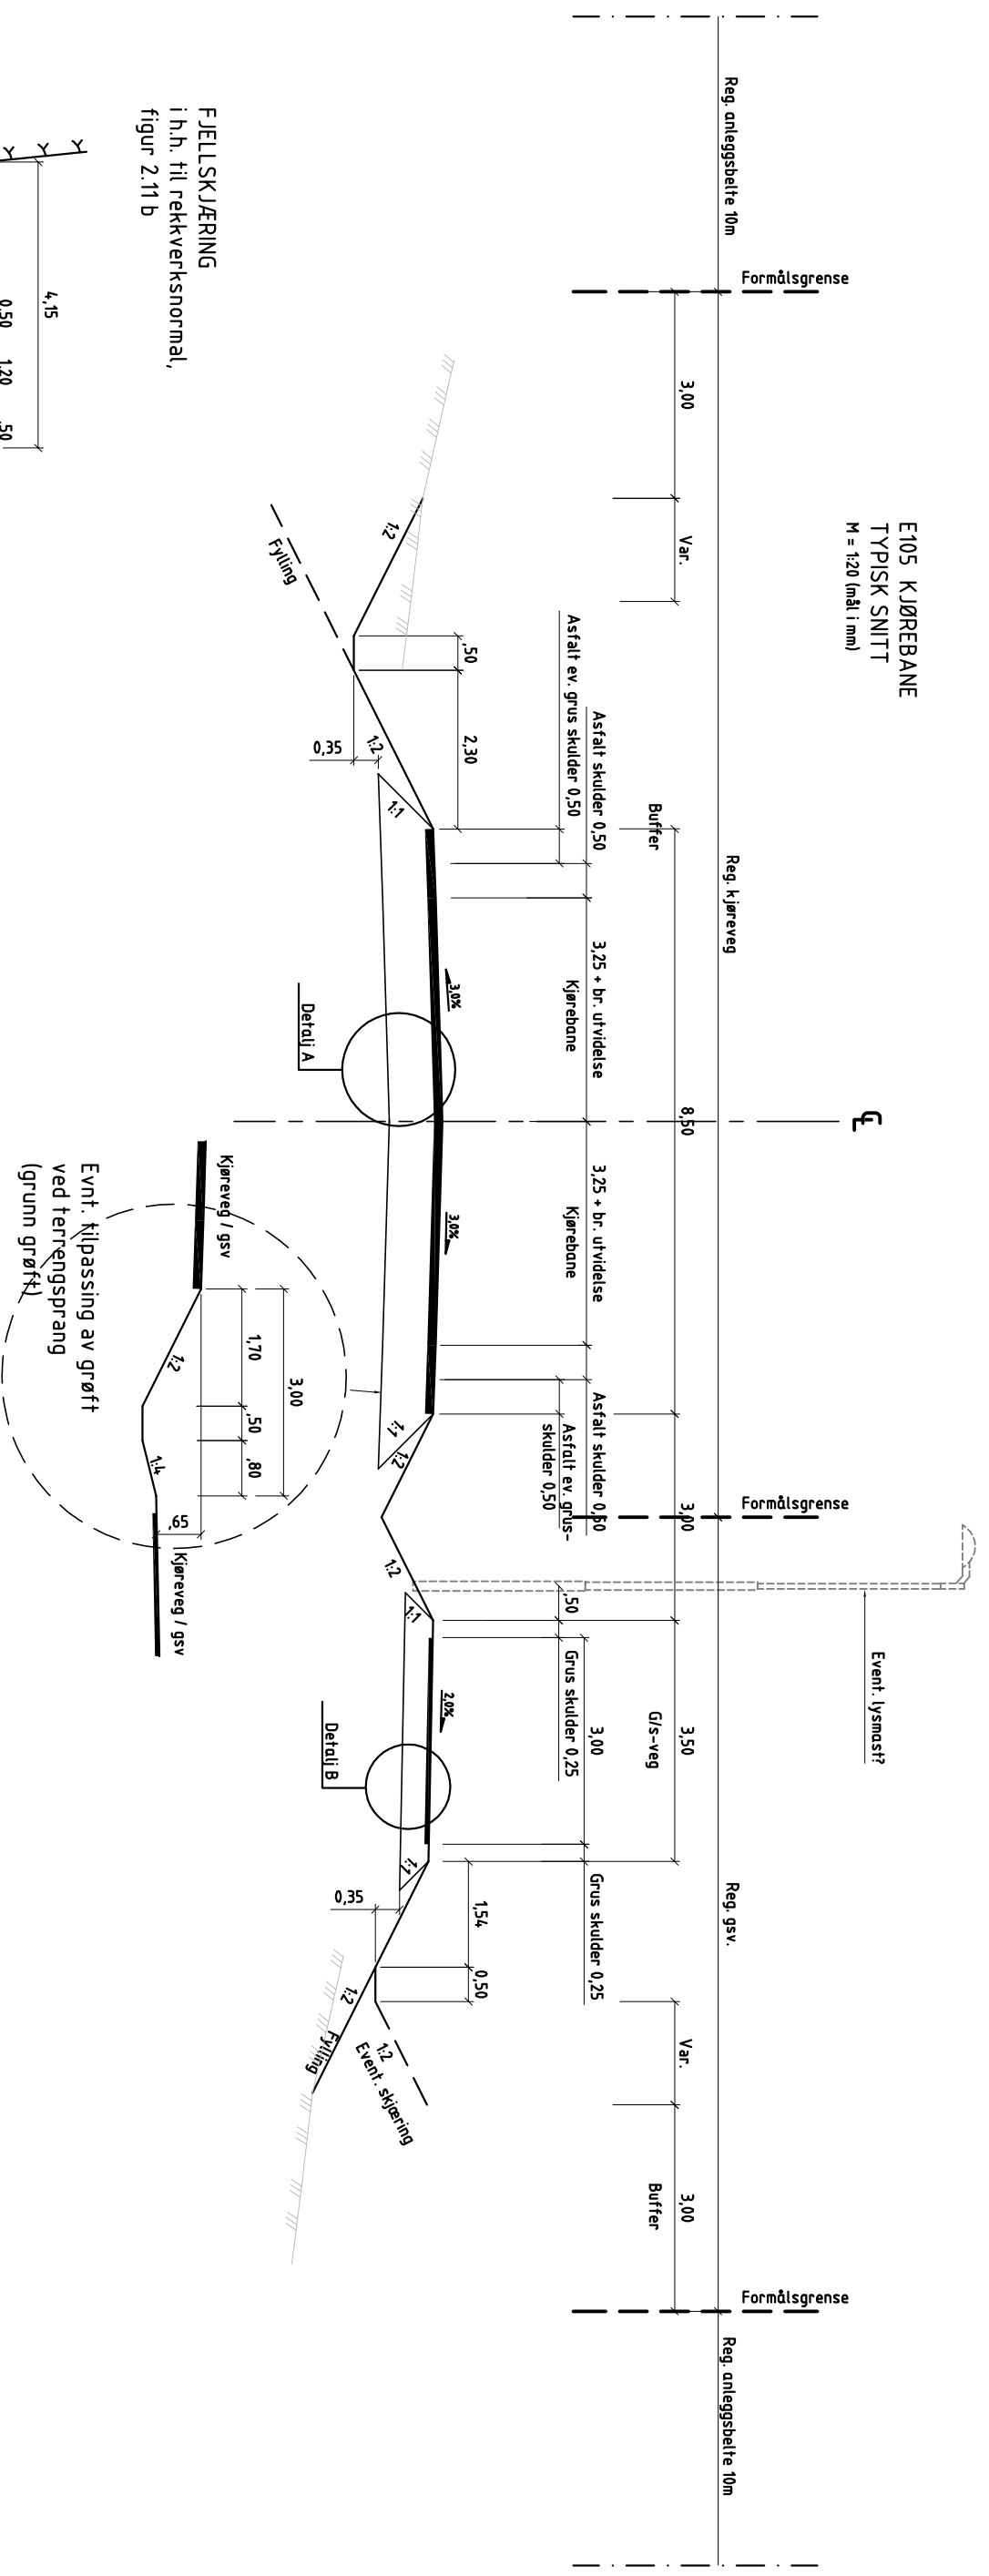 E105 KJØREBANE
TYPISK SNITT
M = 1:20 (mål i mm)
Event. lysmast?
Formålsgrense
Formålsgrense
Formålsgrense
Reg. anleggsbelte 10m
Reg. kjøreveg
Reg. gsv.
Reg. anleggsbelte 10m
3,00
Var.
8,50
3,00
3,50
Var.
3,00
Buffer
G/s-veg
Buffer
Asfalt skulder 0,50
3,25 + br. utvidelse
3,25 + br. utvidelse
Asfalt skulder 0,50
3,00
Grus skulder 0,25
Asfalt ev. grus skulder 0,50
Kjørebane
Kjørebane
Asfalt ev. grus-
skulder 0,50
,50
Grus skulder 0,25
,50
2,30
3,0%
3,0%
2,0%
1,54
0,50
1:2
1:2
1:1
1:1
1:2
1:2
1:1
1:1
1:2
1:2
0,35
0,35
Fylling
Fylling
Event. skjæring
Detalj A
Detalj B
FJELLSKJÆRING
i h.h. til rekkverksnormal,
figur 2.11 b
4,15
0,50
1,20
,50
Kjøreveg / gsv
3,00
1,70
,50
,80
1:2
1:4
,65
Kjøreveg / gsv
Evnt. tilpassing av grøft
ved terrengsprang
(grunn grøft)